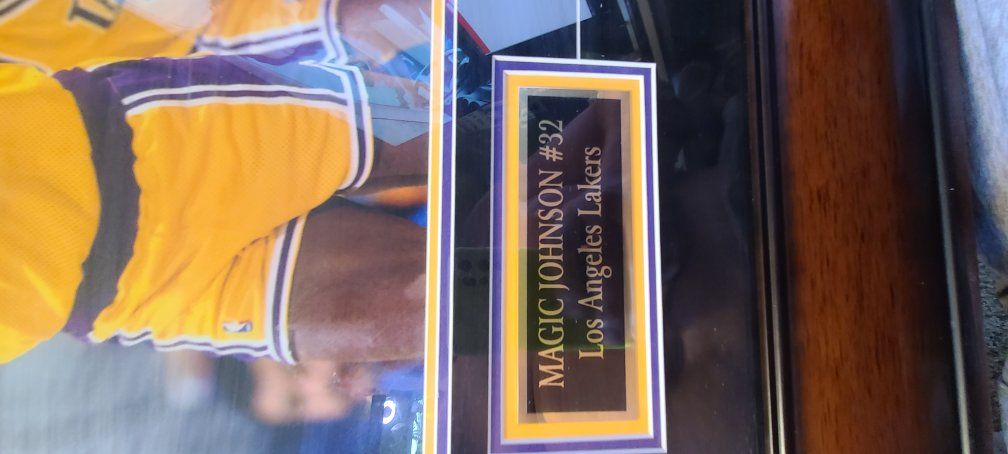 MAGIC JOHNSON #32
Los Angeles Lakers